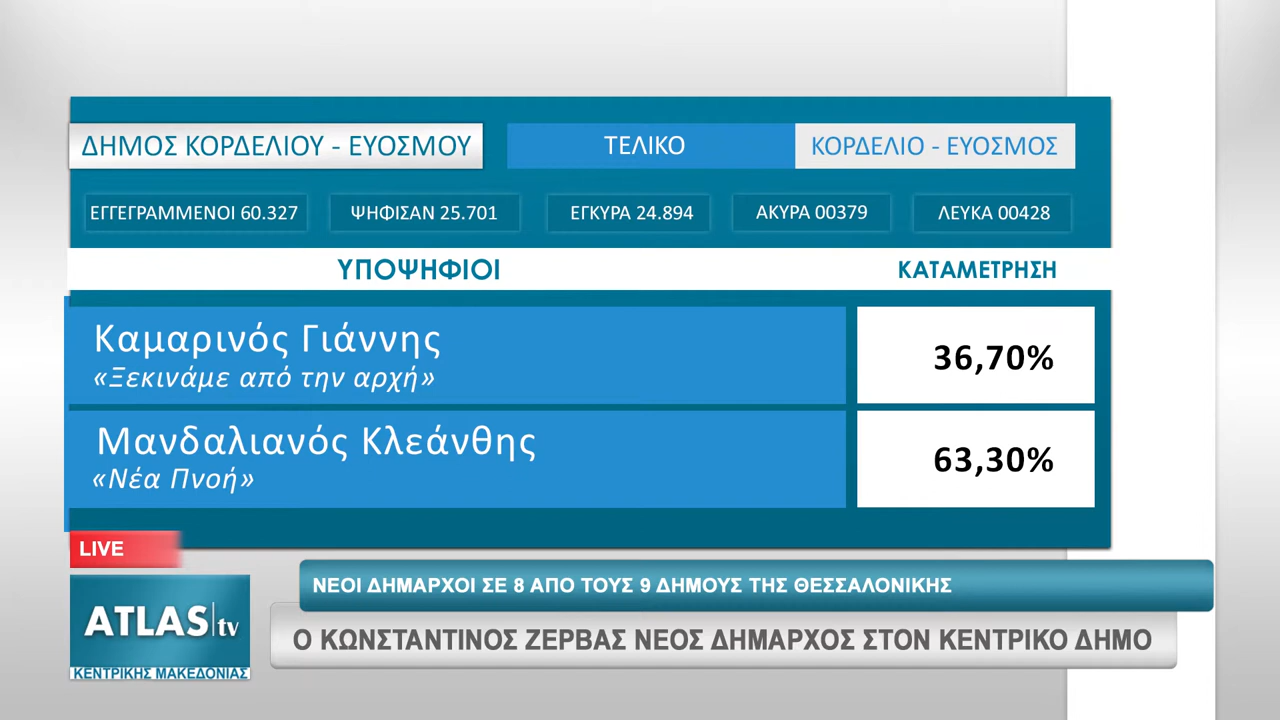 ΔΗΜΟΣ ΚΟΡΔΕΛΙΟΥ - ΕΥΟΣΜΟΥ
ΤΕΛΙΚΟ
ΚΟΡΔΕΛΙΟ - ΕΥΟΣΜΟΣ
ΕΓΓΕΓΡΑΜΜΕΝΟΙ 60.327
ΨΗΦΙΣΑΝ 25.701
ΕΓΚΥΡΑ 24.894
ΑΚΥΡΑ 00379
ΛΕΥΚΑ 00428
ΥΠΟΨΗΦΙΟΙ
ΚΑΤΑΜΕΤΡΗΣΗ
Καμαρινός Γιάννης
«Ξεκινάμε από την αρχή»
36,70%
Μανδαλιανός Κλεάνθης
«Νέα Πνοή»
63,30%
LIVE
ΝΕΟΙ ΔΗΜΑΡΧΟΙ ΣΕ 8 ΑΠΟ ΤΟΥΣ 9 ΔΗΜΟΥΣ ΤΗΣ ΘΕΣΣΑΛΟΝΙΚΗΣ
Ο ΚΩΝΣΤΑΝΤΙΝΟΣ ΖΕΡΒΑΣ ΝΕΟΣ ΔΗΜΑΡΧΟΣ ΣΤΟΝ ΚΕΝΤΡΙΚΟ ΔΗΜΟ
ATLAS tv
ΚΕΝΤΡΙΚΗΣ ΜΑΚΕΔΟΝΙΑΣ